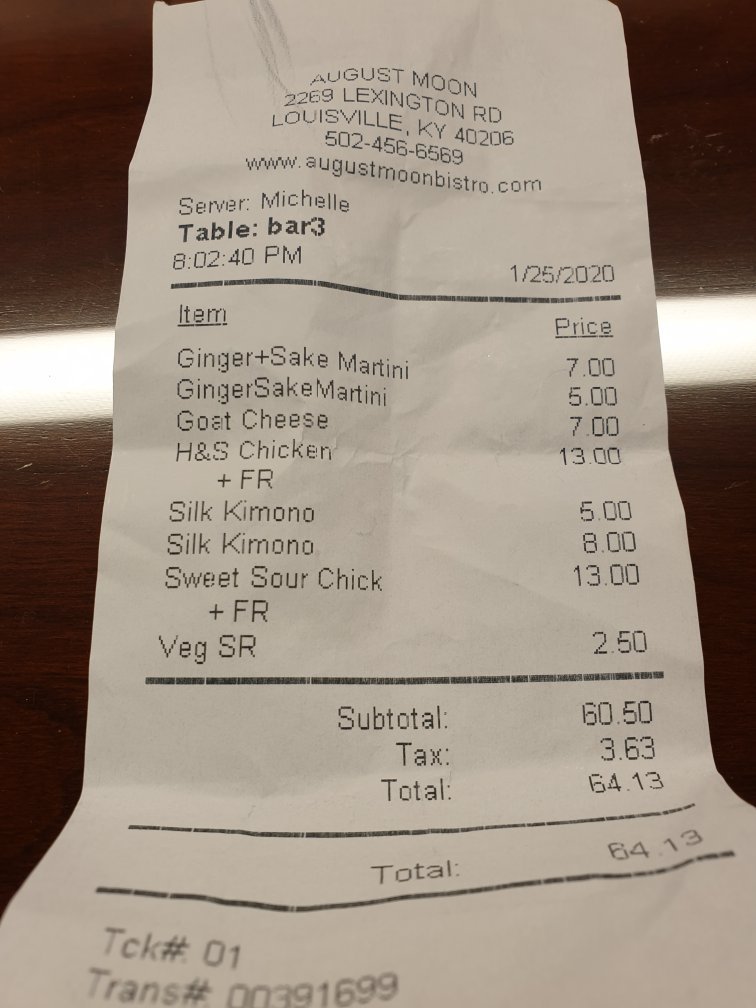 AUGUST MOON
2269 LEXINGTON RD
LOUISVILLE, KY 40206
502-456-6569
www.augustmoonbistro.com
Server: Michelle
Table: bar3
8:02:40 PM 1/25/2020
Item Price
Ginger+Sake Martini 7.00
GingerSakeMartini 5.00
Goat Cheese 7.00
H&S Chicken 13.00
+ FR
Silk Kimono 5.00
Silk Kimono 8.00
Sweet Sour Chick 13.00
+ FR
Veg SR 2.50
Subtotal: 60.50
Tax: 3.63
Total: 64.13
Total: 64.13
Tck#: 01
Trans#: 00391699